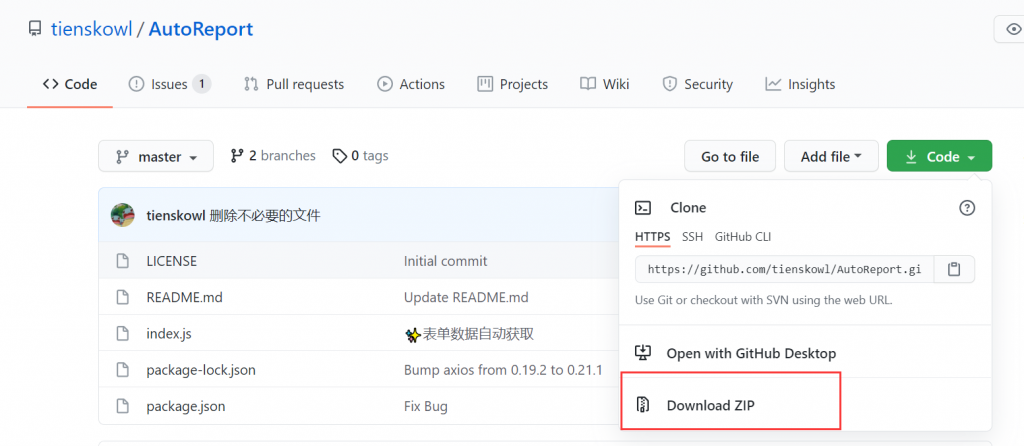 tienskowl / AutoReport
Code Issues 1 Pull requests Actions Projects Wiki Security Insights
master 2 branches 0 tags Go to file Add file Code
tienskowl 删除不必要的文件
LICENSE Initial commit
README.md Update README.md
index.js ✨表单数据自动获取
package-lock.json Bump axios from 0.19.2 to 0.21.1
package.json Fix Bug
Clone
HTTPS SSH GitHub CLI
https://github.com/tienskowl/AutoReport.gi
Use Git or checkout with SVN using the web URL.
Open with GitHub Desktop
Download ZIP